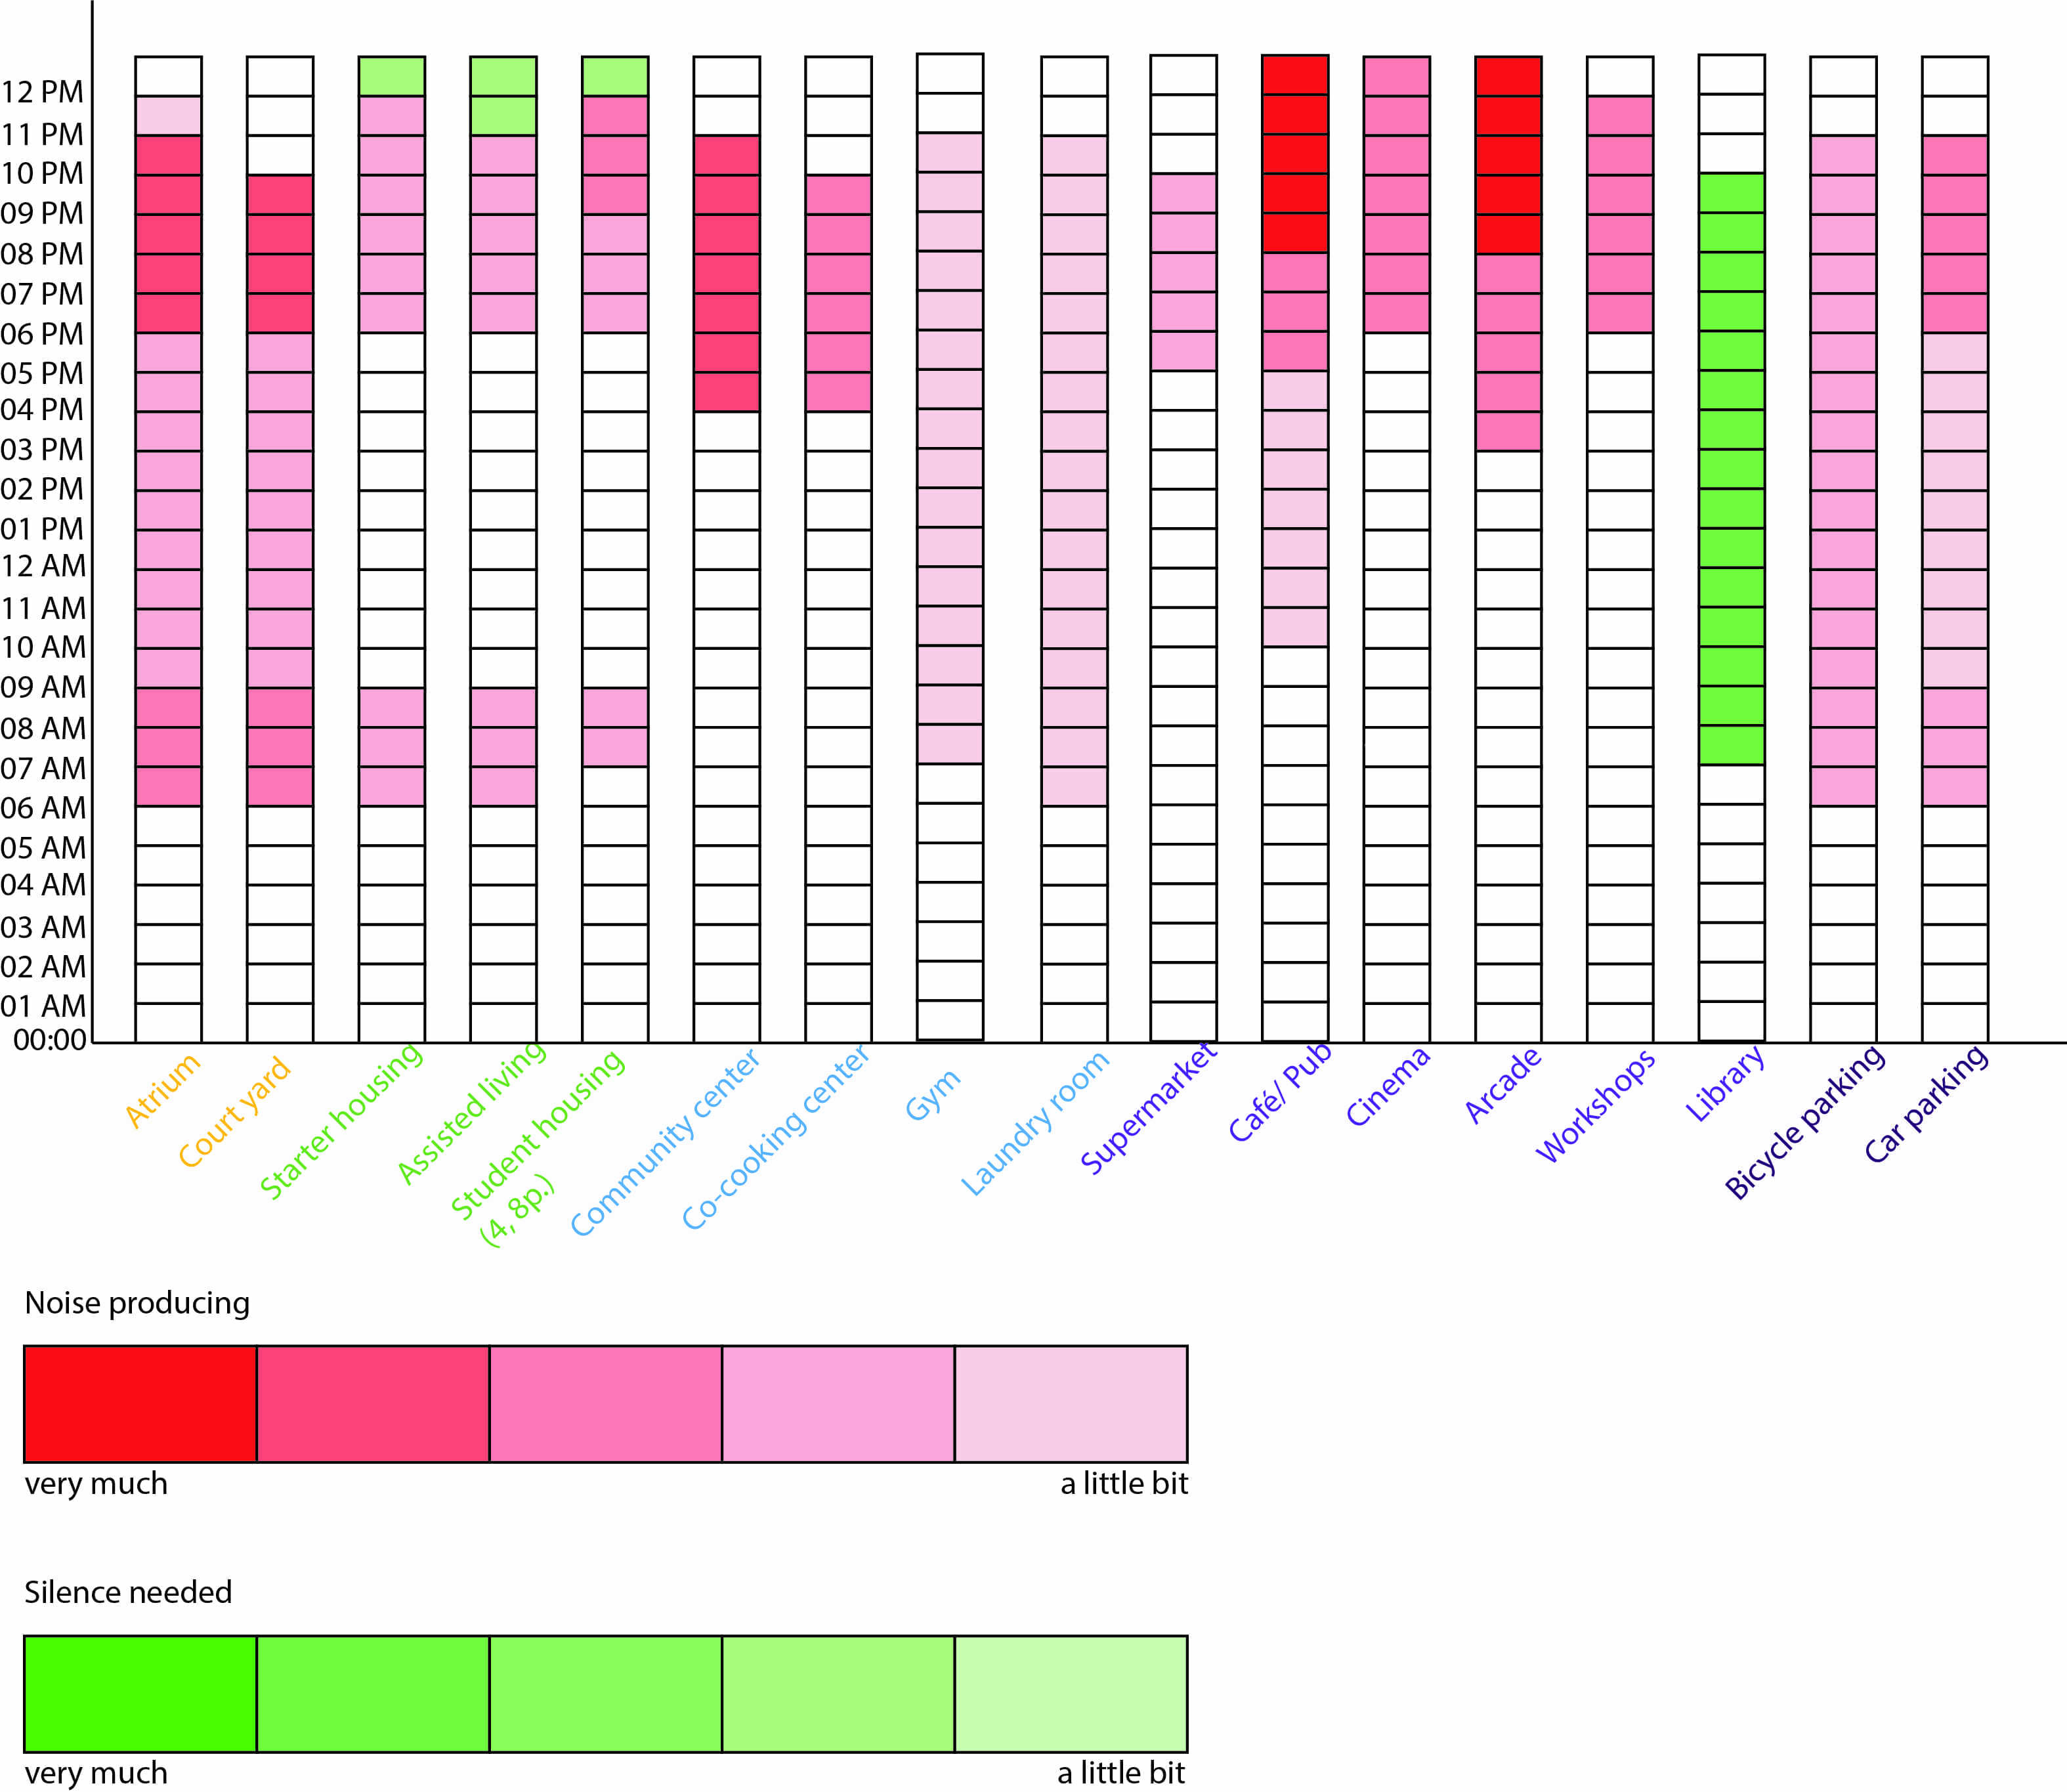 12 PM
11 PM
10 PM
09 PM
08 PM
07 PM
06 PM
05 PM
04 PM
03 PM
02 PM
01 PM
12 AM
11 AM
10 AM
09 AM
08 AM
07 AM
06 AM
05 AM
04 AM
03 AM
02 AM
01 AM
00:00
Atrium
Court yard
Starter housing
Assisted living
Student housing
(4, 8p.)
Community center
Co-cooking center
Gym
Laundry room
Supermarket
Café/ Pub
Cinema
Arcade
Workshops
Library
Bicycle parking
Car parking
Noise producing
very much
a little bit
Silence needed
very much
a little bit